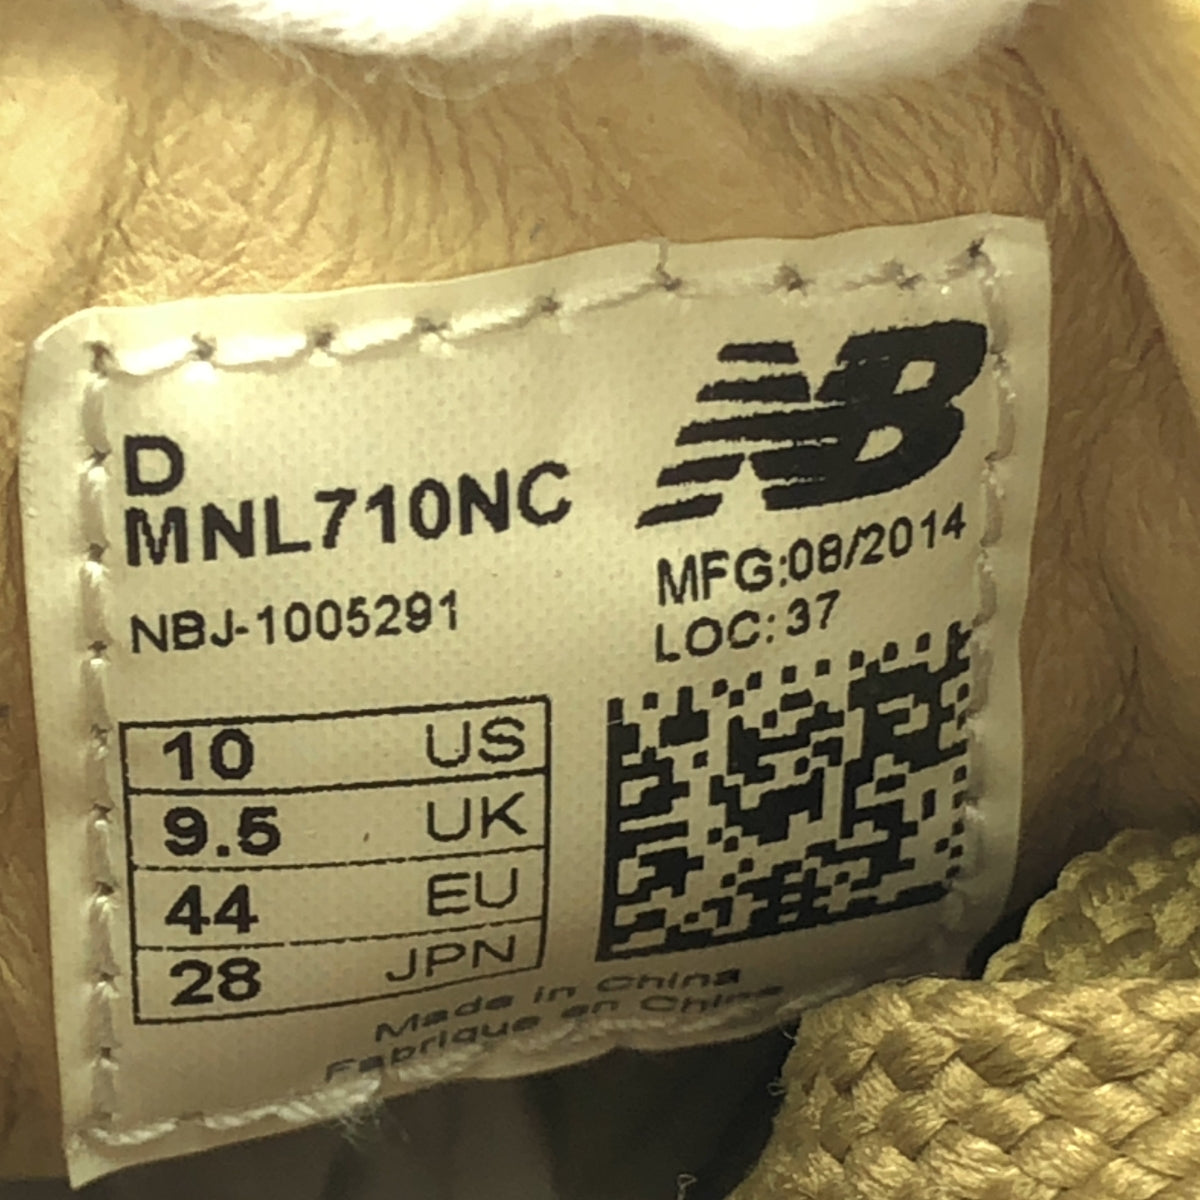 NB
D
MNL710NC
MFG:08/2014
NBJ-1005291
LOC:37
10 US
9.5 UK
44 EU
28 JPN
Made in China
Fabrique en Chine